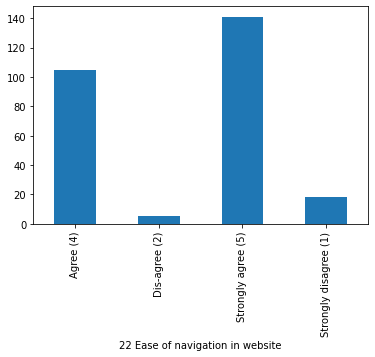 140
120
100
80
60
40
20
0
Agree (4)
Dis-agree (2)
Strongly agree (5)
Strongly disagree (1)
22 Ease of navigation in website